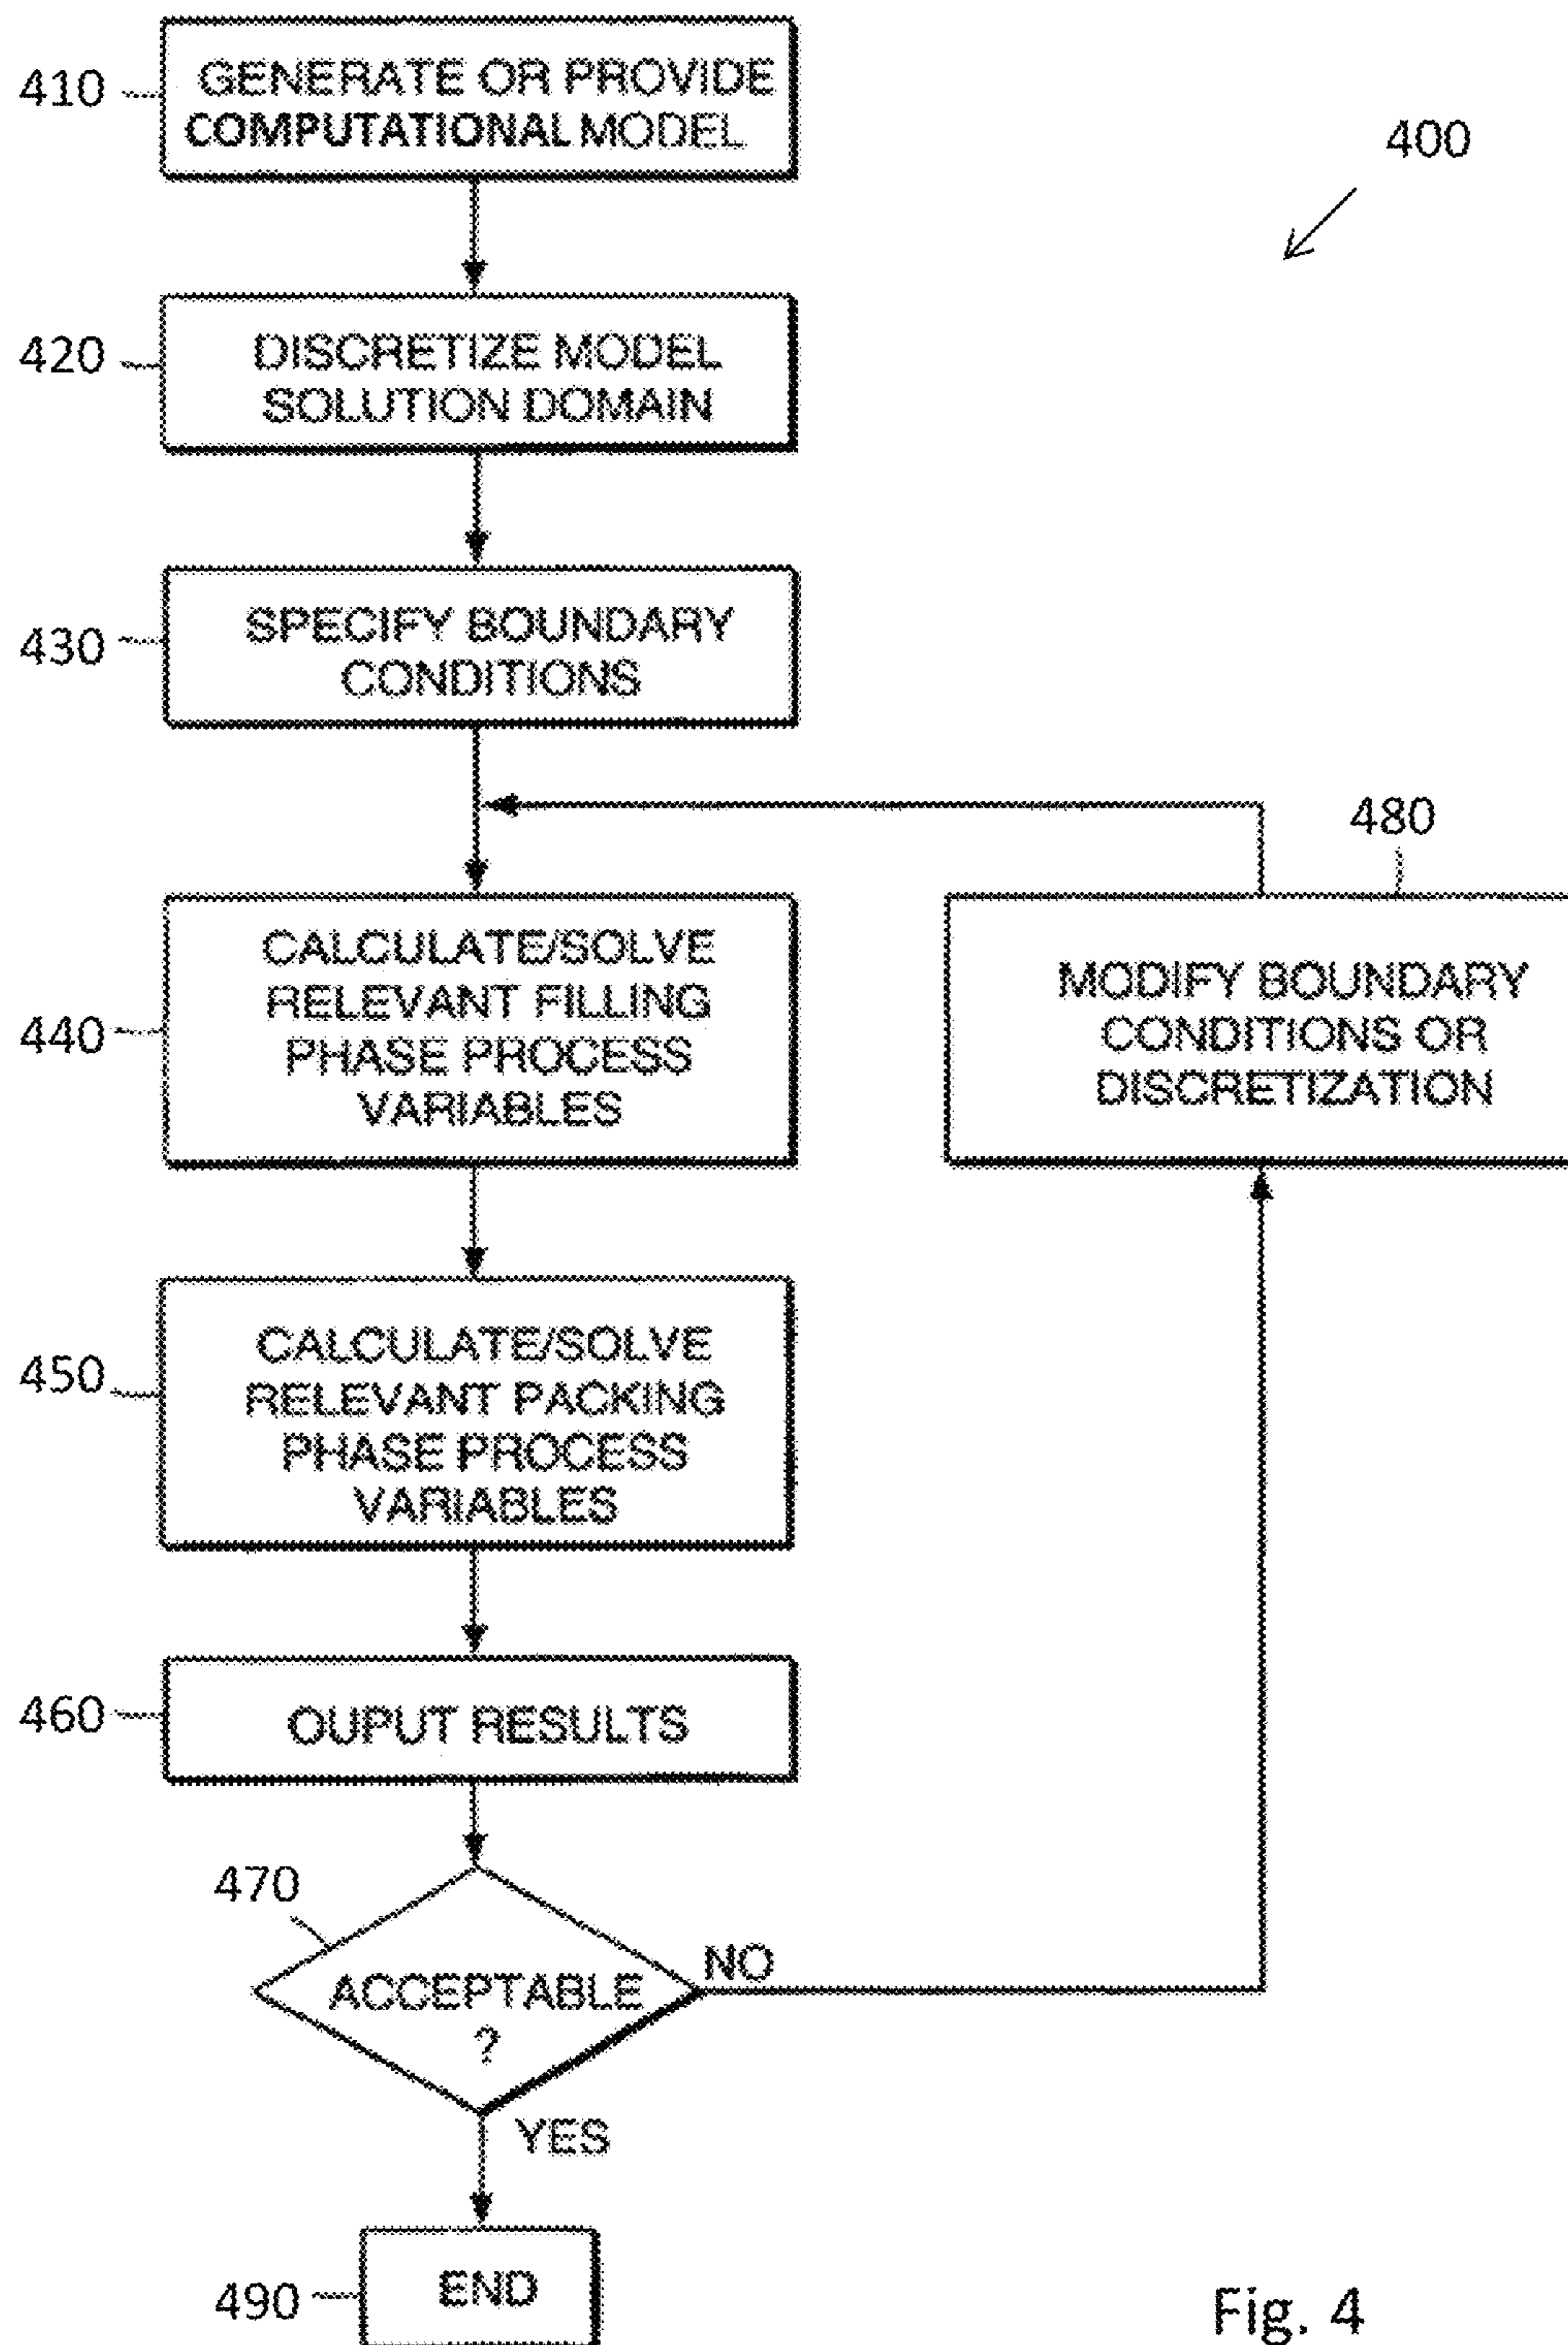 410
GENERATE OR PROVIDE
COMPUTATIONAL MODEL
400
420
DISCRETIZE MODEL
SOLUTION DOMAIN
430
SPECIFY BOUNDARY
CONDITIONS
480
MODIFY BOUNDARY
CONDITIONS OR
DISCRETIZATION
440
CALCULATE/SOLVE
RELEVANT FILLING
PHASE PROCESS
VARIABLES
450
CALCULATE/SOLVE
RELEVANT PACKING
PHASE PROCESS
VARIABLES
460
OUPUT RESULTS
470
ACCEPTABLE
?
NO
YES
490
END
Fig. 4